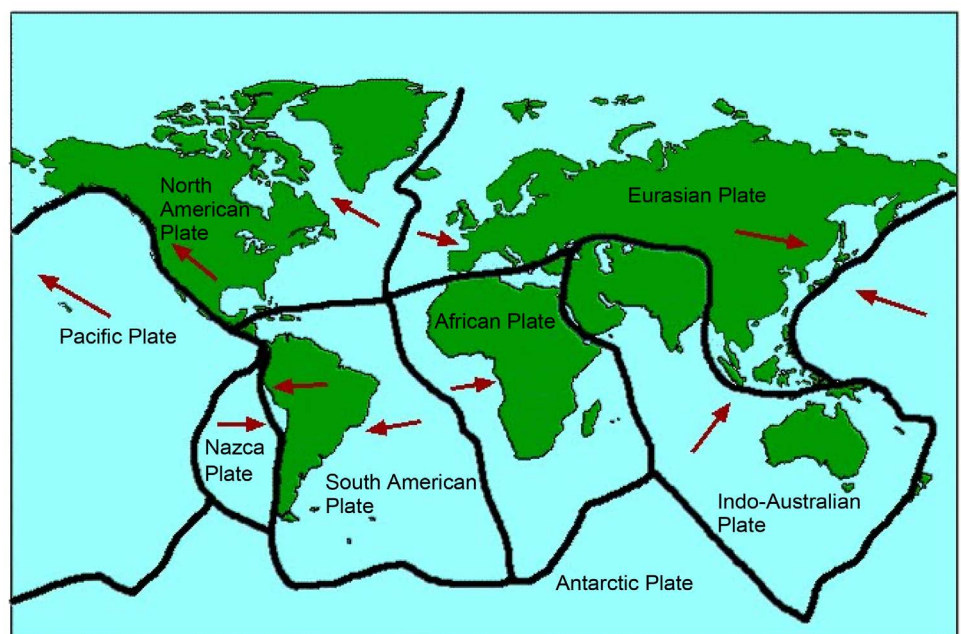 North
American
Plate
Eurasian Plate
Pacific Plate
African Plate
Nazca
Plate
South American
Plate
Indo-Australian
Plate
Antarctic Plate